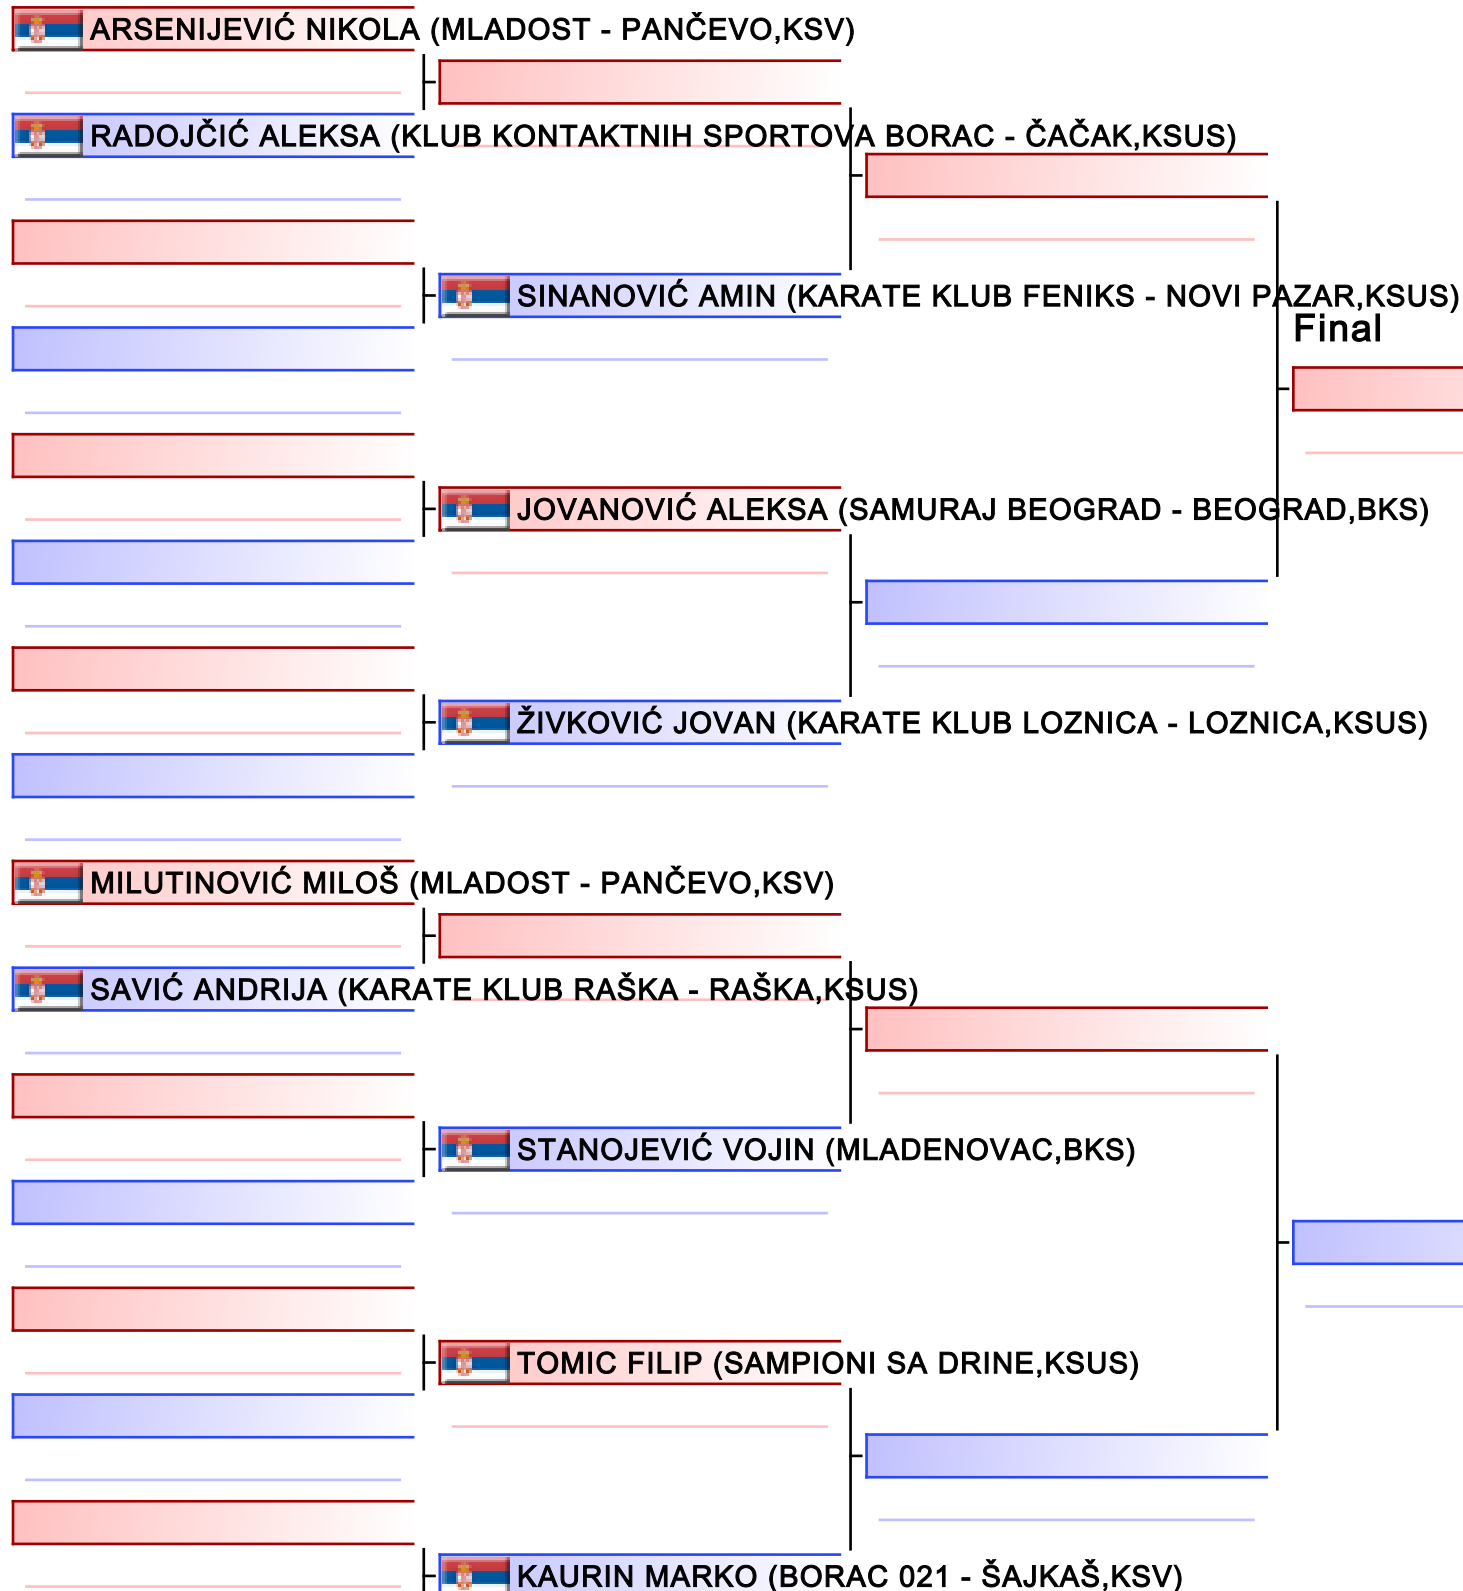 ARSENIJEVIĆ NIKOLA (MLADOST - PANČEVO,KSV)
RADOJČIĆ ALEKSA (KLUB KONTAKTNIH SPORTOVA BORAC - ČAČAK,KSUS)
SINANOVIĆ AMIN (KARATE KLUB FENIKS - NOVI PAZAR,KSUS)
Final
JOVANOVIĆ ALEKSA (SAMURAJ BEOGRAD - BEOGRAD,BKS)
ŽIVKOVIĆ JOVAN (KARATE KLUB LOZNICA - LOZNICA,KSUS)
MILUTINOVIĆ MILOŠ (MLADOST - PANČEVO,KSV)
SAVIĆ ANDRIJA (KARATE KLUB RAŠKA - RAŠKA,KSUS)
STANOJEVIĆ VOJIN (MLADENOVAC,BKS)
TOMIC FILIP (SAMPIONI SA DRINE,KSUS)
KAURIN MARKO (BORAC 021 - ŠAJKAŠ,KSV)